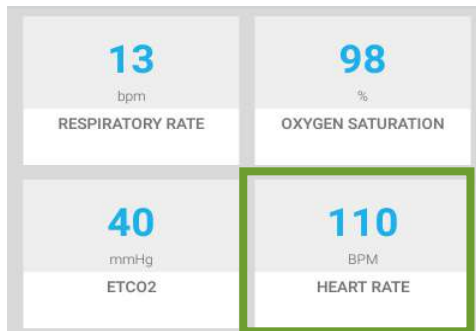 13
bpm
RESPIRATORY RATE
98
%
OXYGEN SATURATION
40
mmHg
ETCO2
110
BPM
HEART RATE